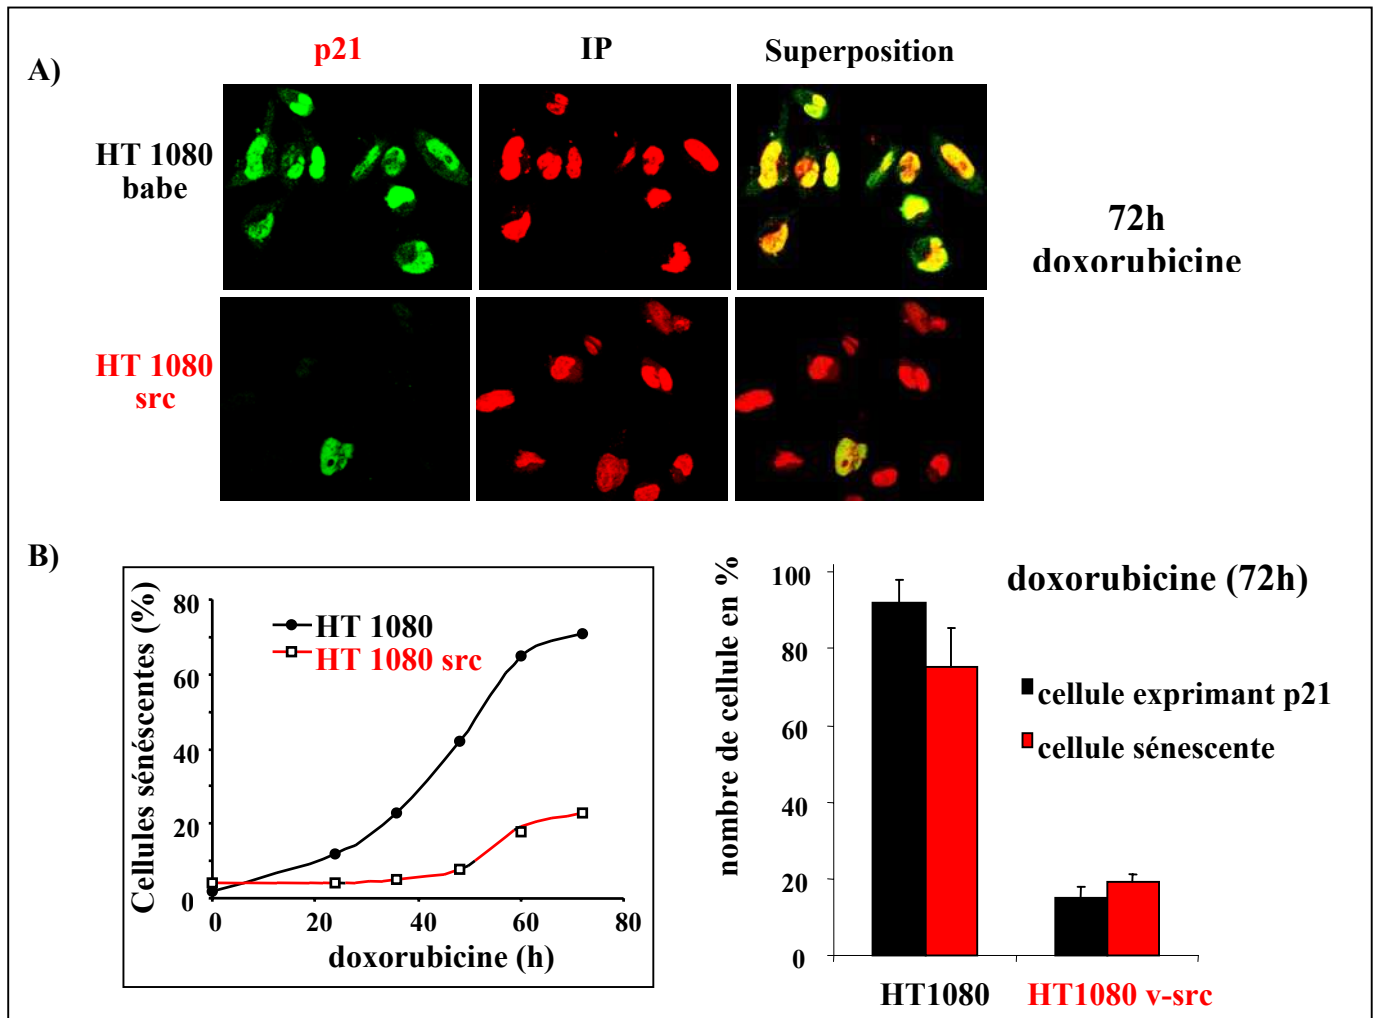 A)
p21
IP
Superposition
HT 1080
babe
72h
doxorubicine
HT 1080
src
B)
Cellules sénéscentes (%)
80
60
40
20
0
HT 1080
HT 1080 src
0 20 40 60 80
doxorubicine (h)
nombre de cellule en %
100
80
60
40
20
0
doxorubicine (72h)
cellule exprimant p21
cellule sénescente
HT1080
HT1080 v-src